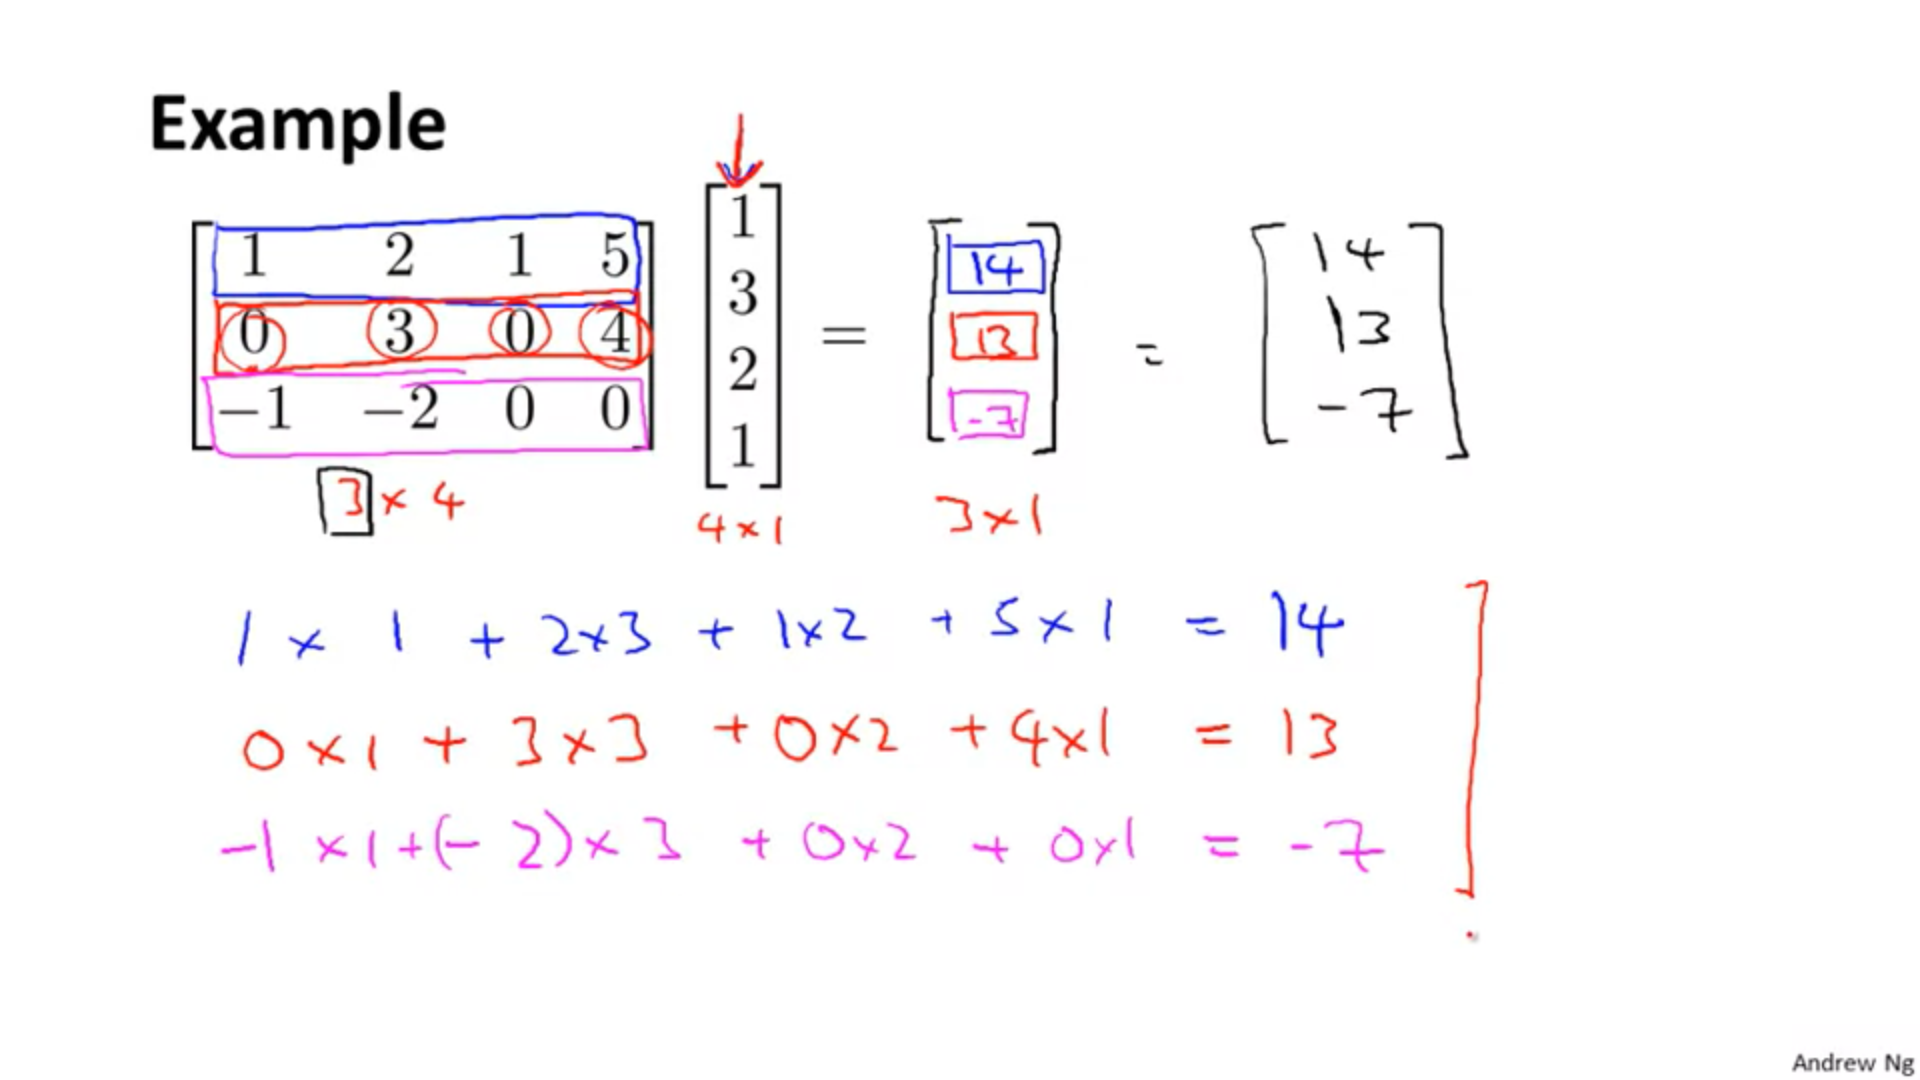 Example
1 2 1 5
0 3 0 4
−1 −2 0 0
1
3
2
1
=
14
13
-7
=
14
13
-7
3 × 4
4 × 1
3 × 1
1 × 1 + 2 × 3 + 1 × 2 + 5 × 1 = 14
0 × 1 + 3 × 3 + 0 × 2 + 4 × 1 = 13
-1 × 1 + (-2) × 3 + 0 × 2 + 0 × 1 = -7
Andrew Ng